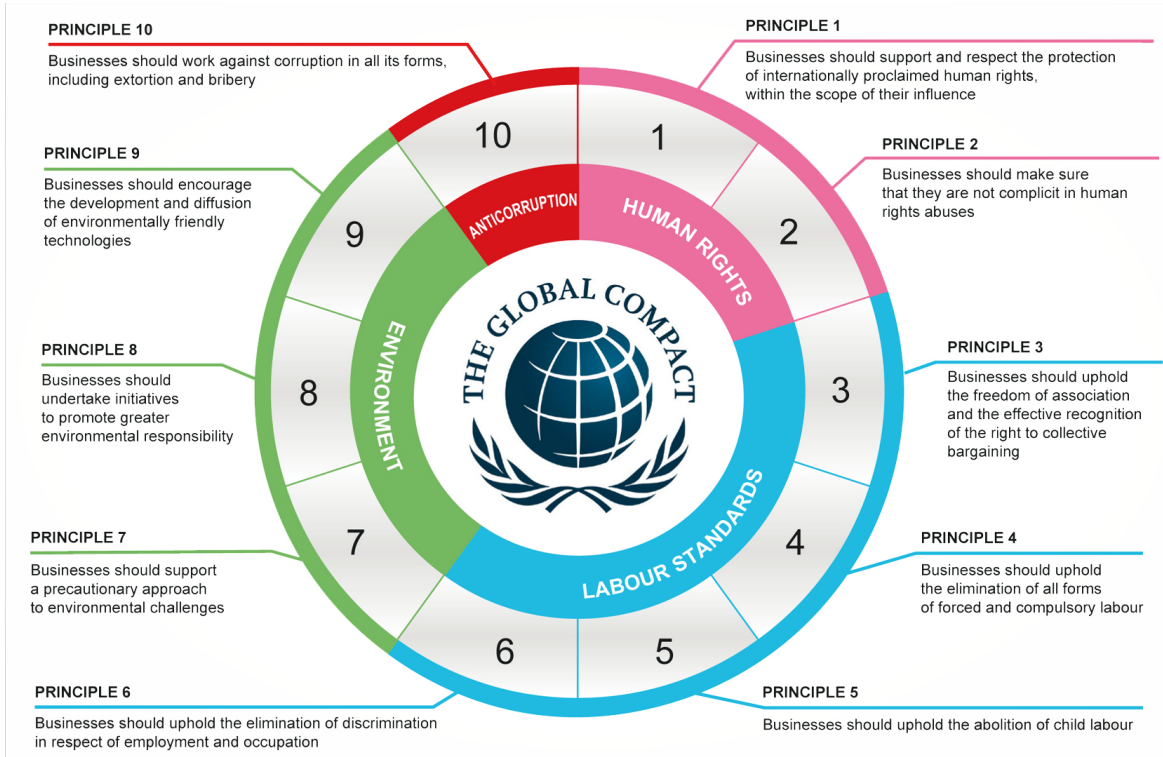 PRINCIPLE 1
Businesses should support and respect the protection
of internationally proclaimed human rights,
within the scope of their influence
PRINCIPLE 2
Businesses should make sure
that they are not complicit in human
rights abuses
PRINCIPLE 3
Businesses should uphold
the freedom of association
and the effective recognition
of the right to collective
bargaining
PRINCIPLE 4
Businesses should uphold
the elimination of all forms
of forced and compulsory labour
PRINCIPLE 5
Businesses should uphold the abolition of child labour
PRINCIPLE 6
Businesses should uphold the elimination of discrimination
in respect of employment and occupation
PRINCIPLE 7
Businesses should support
a precautionary approach
to environmental challenges
PRINCIPLE 8
Businesses should
undertake initiatives
to promote greater
environmental responsibility
PRINCIPLE 9
Businesses should encourage
the development and diffusion
of environmentally friendly
technologies
PRINCIPLE 10
Businesses should work against corruption in all its forms,
including extortion and bribery
1
2
3
4
5
6
7
8
9
10
HUMAN RIGHTS
LABOUR STANDARDS
ENVIRONMENT
ANTICORRUPTION
THE GLOBAL COMPACT